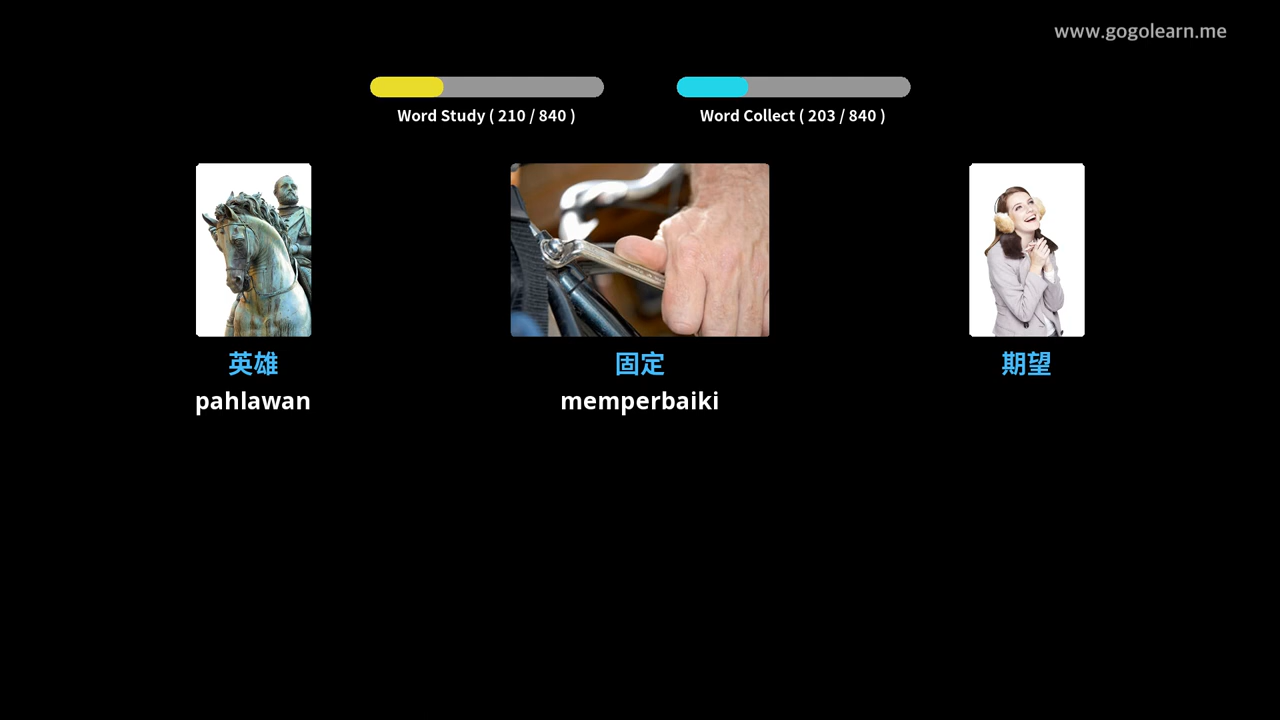 www.gogolearn.me
Word Study ( 210 / 840 )
Word Collect ( 203 / 840 )
英雄
固定
期望
pahlawan
memperbaiki